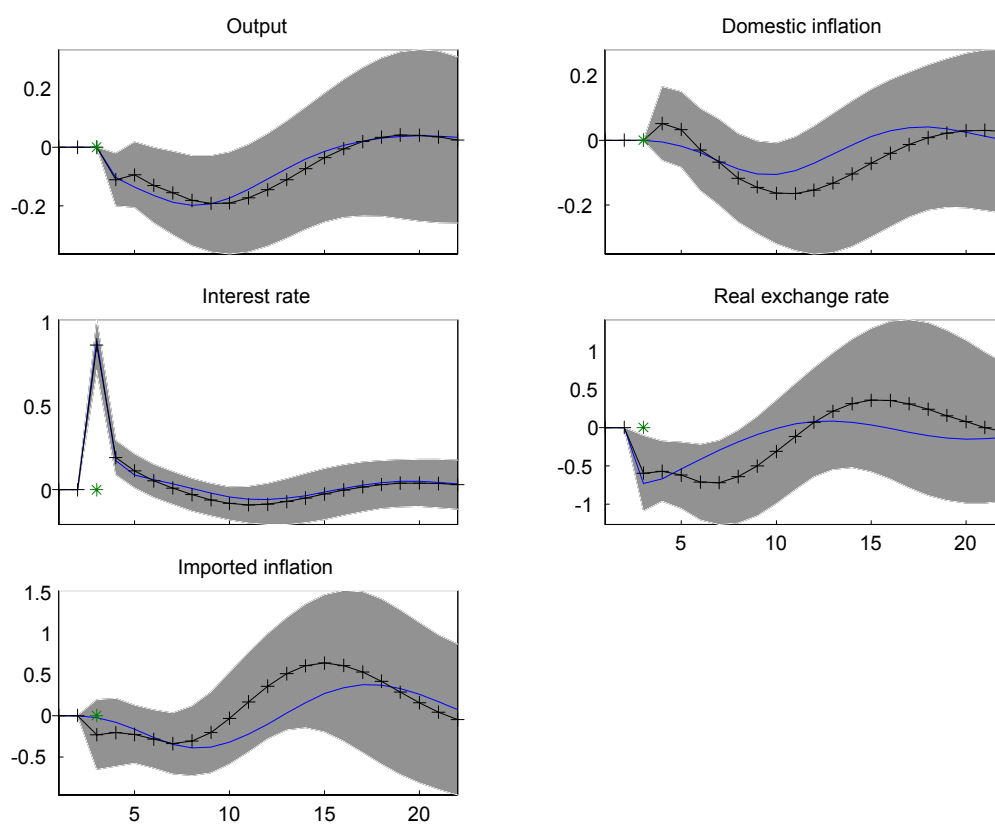 Output
0.2
0
-0.2
Domestic inflation
0.2
0
-0.2
Interest rate
1
0.5
0
Real exchange rate
1
0.5
0
-0.5
-1
5 10 15 20
Imported inflation
1.5
1
0.5
0
-0.5
5 10 15 20